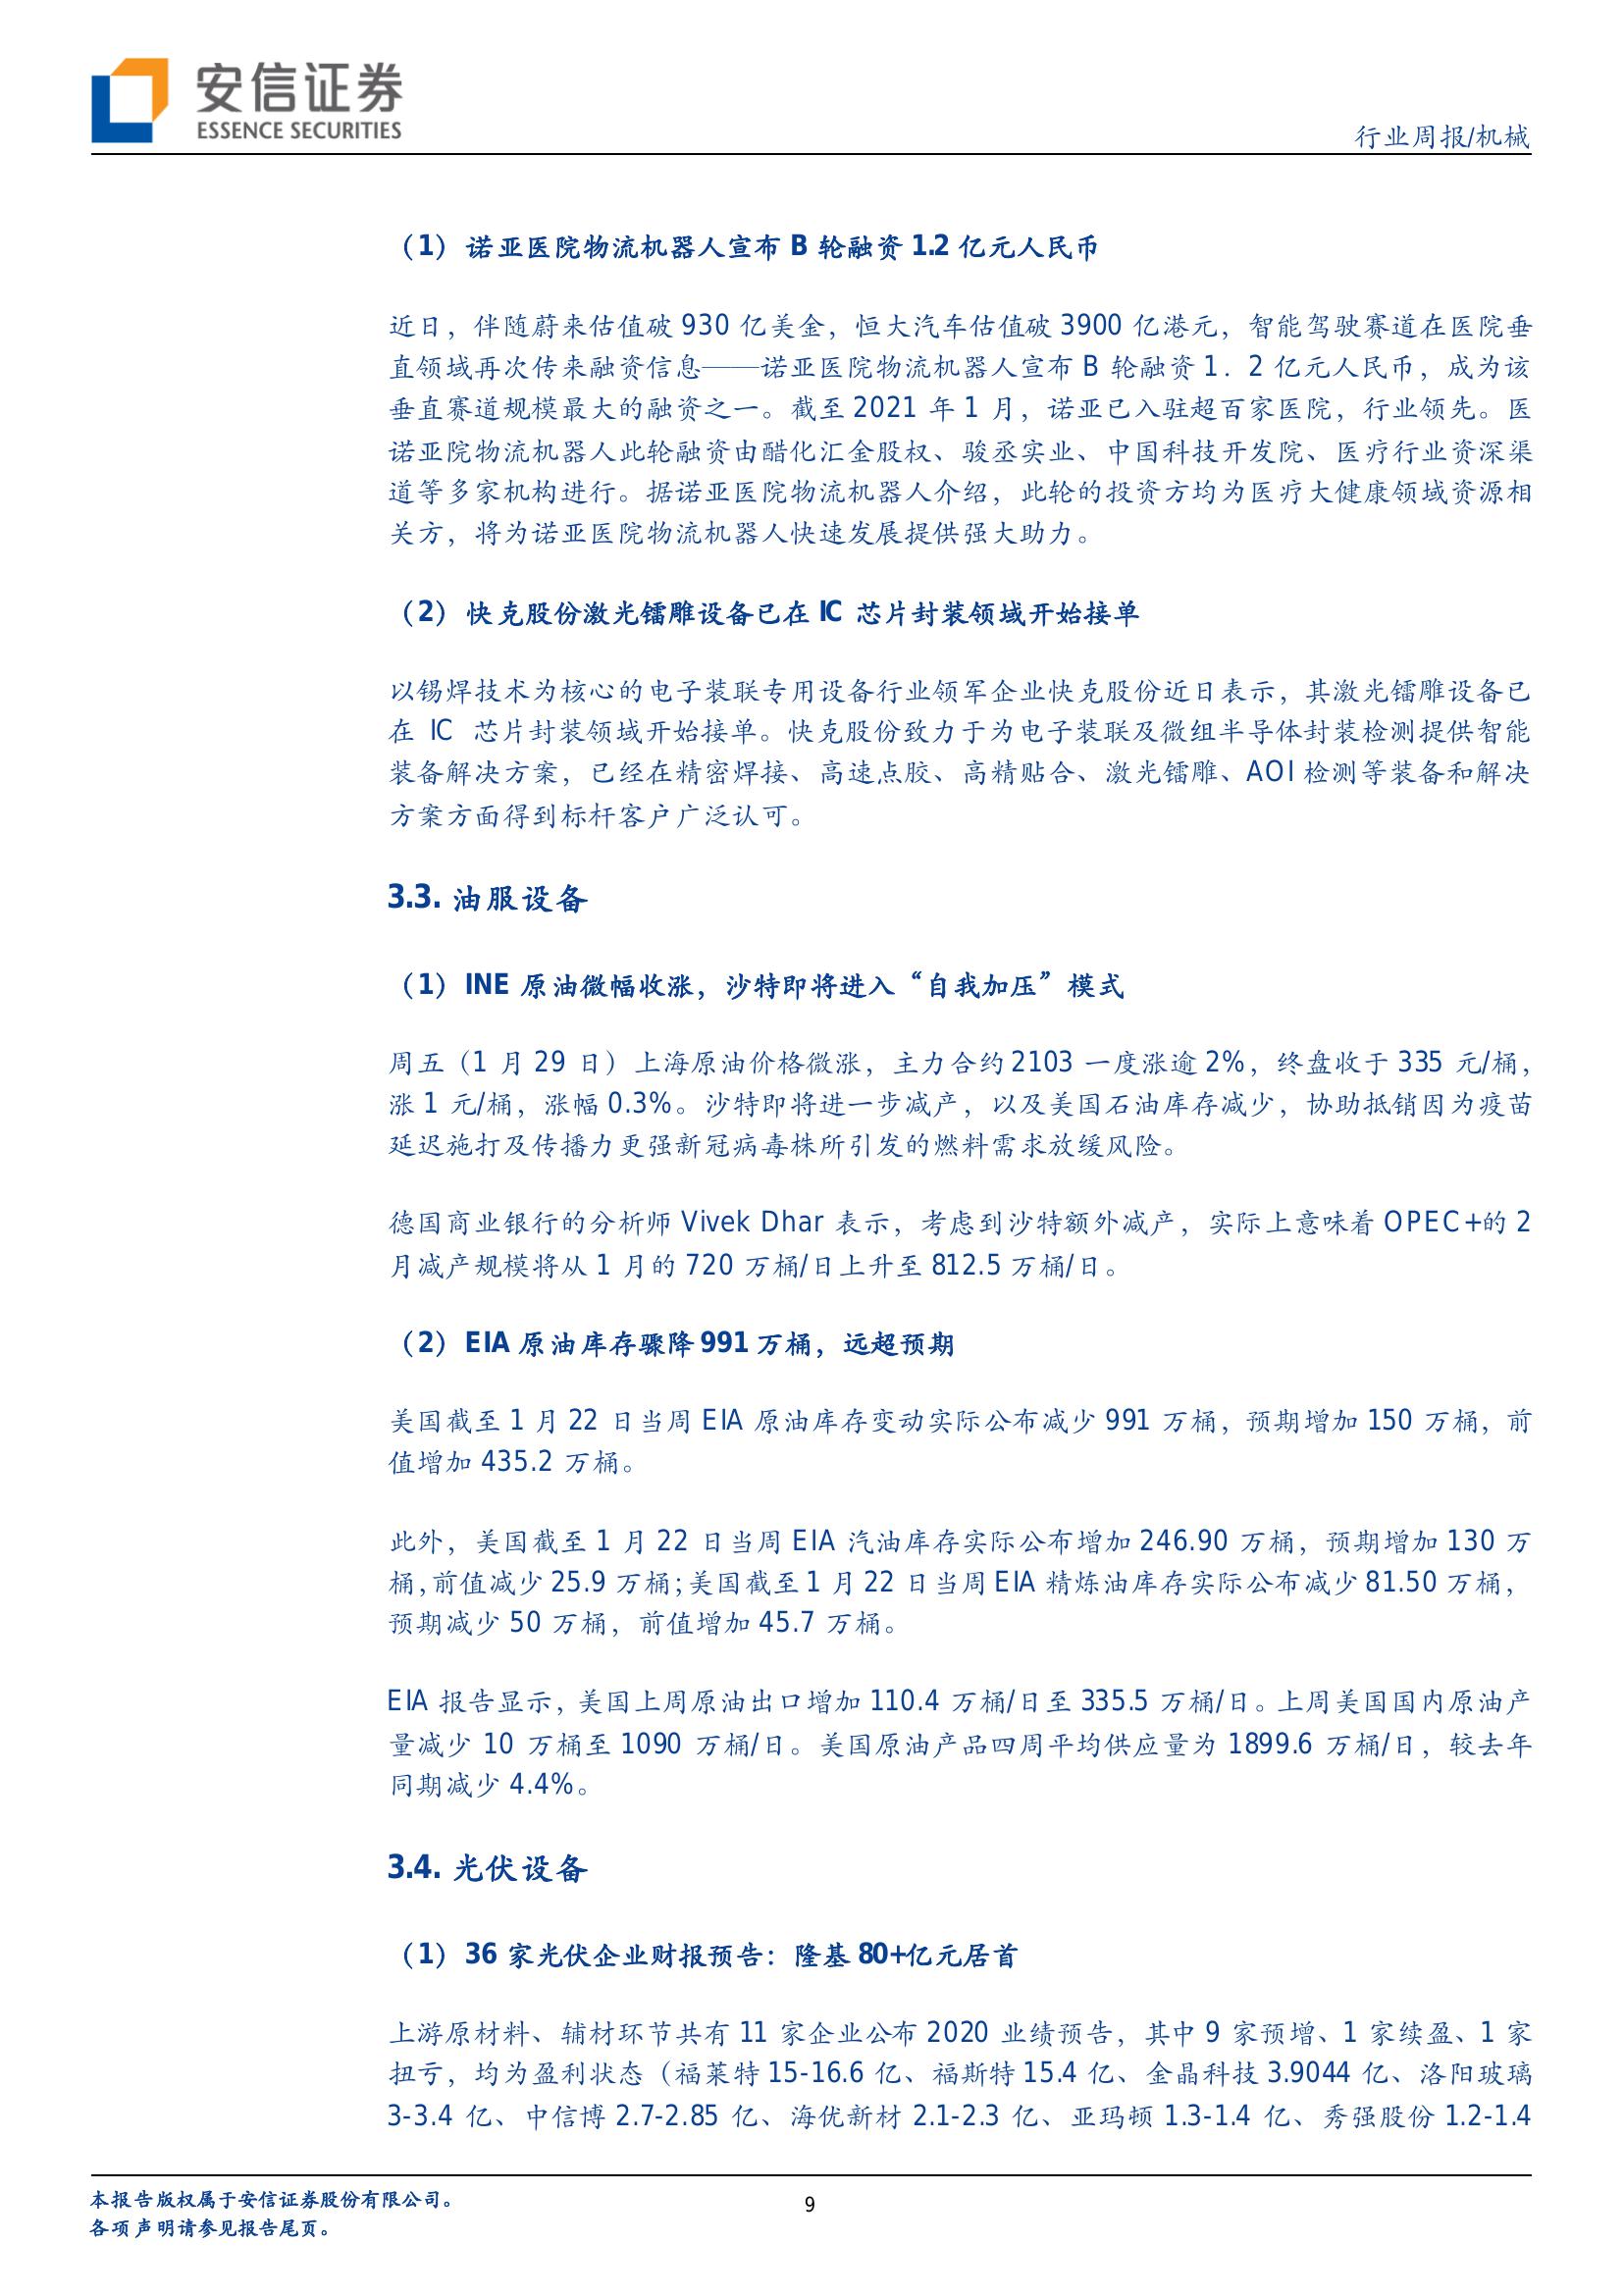 安信证券
ESSENCE SECURITIES
行业周报/机械
（1）诺亚医院物流机器人宣布 B 轮融资 1.2 亿元人民币
近日，伴随蔚来估值破 930 亿美金，恒大汽车估值破 3900 亿港元，智能驾驶赛道在医院垂
直领域再次传来融资信息——诺亚医院物流机器人宣布 B 轮融资 1．2 亿元人民币，成为该
垂直赛道规模最大的融资之一。截至 2021 年 1 月，诺亚已入驻超百家医院，行业领先。医
诺亚院物流机器人此轮融资由醋化汇金股权、骏丞实业、中国科技开发院、医疗行业资深渠
道等多家机构进行。据诺亚医院物流机器人介绍，此轮的投资方均为医疗大健康领域资源相
关方，将为诺亚医院物流机器人快速发展提供强大助力。
（2）快克股份激光镭雕设备已在 IC 芯片封装领域开始接单
以锡焊技术为核心的电子装联专用设备行业领军企业快克股份近日表示，其激光镭雕设备已
在 IC 芯片封装领域开始接单。快克股份致力于为电子装联及微组半导体封装检测提供智能
装备解决方案，已经在精密焊接、高速点胶、高精贴合、激光镭雕、AOI 检测等装备和解决
方案方面得到标杆客户广泛认可。
3.3. 油服设备
（1）INE 原油微幅收涨，沙特即将进入“自我加压”模式
周五（1 月 29 日）上海原油价格微涨，主力合约 2103 一度涨逾 2%，终盘收于 335 元/桶，
涨 1 元/桶，涨幅 0.3%。沙特即将进一步减产，以及美国石油库存减少，协助抵销因为疫苗
延迟施打及传播力更强新冠病毒株所引发的燃料需求放缓风险。
德国商业银行的分析师 Vivek Dhar 表示，考虑到沙特额外减产，实际上意味着 OPEC+的 2
月减产规模将从 1 月的 720 万桶/日上升至 812.5 万桶/日。
（2）EIA 原油库存骤降 991 万桶，远超预期
美国截至 1 月 22 日当周 EIA 原油库存变动实际公布减少 991 万桶，预期增加 150 万桶，前
值增加 435.2 万桶。
此外，美国截至 1 月 22 日当周 EIA 汽油库存实际公布增加 246.90 万桶，预期增加 130 万
桶，前值减少 25.9 万桶；美国截至 1 月 22 日当周 EIA 精炼油库存实际公布减少 81.50 万桶，
预期减少 50 万桶，前值增加 45.7 万桶。
EIA 报告显示，美国上周原油出口增加 110.4 万桶/日至 335.5 万桶/日。上周美国国内原油产
量减少 10 万桶至 1090 万桶/日。美国原油产品四周平均供应量为 1899.6 万桶/日，较去年
同期减少 4.4%。
3.4. 光伏设备
（1）36 家光伏企业财报预告：隆基 80+亿元居首
上游原材料、辅材环节共有 11 家企业公布 2020 业绩预告，其中 9 家预增、1 家续盈、1 家
扭亏，均为盈利状态（福莱特 15-16.6 亿、福斯特 15.4 亿、金晶科技 3.9044 亿、洛阳玻璃
3-3.4 亿、中信博 2.7-2.85 亿、海优新材 2.1-2.3 亿、亚玛顿 1.3-1.4 亿、秀强股份 1.2-1.4
本报告版权属于安信证券股份有限公司。
各项声明请参见报告尾页。
9